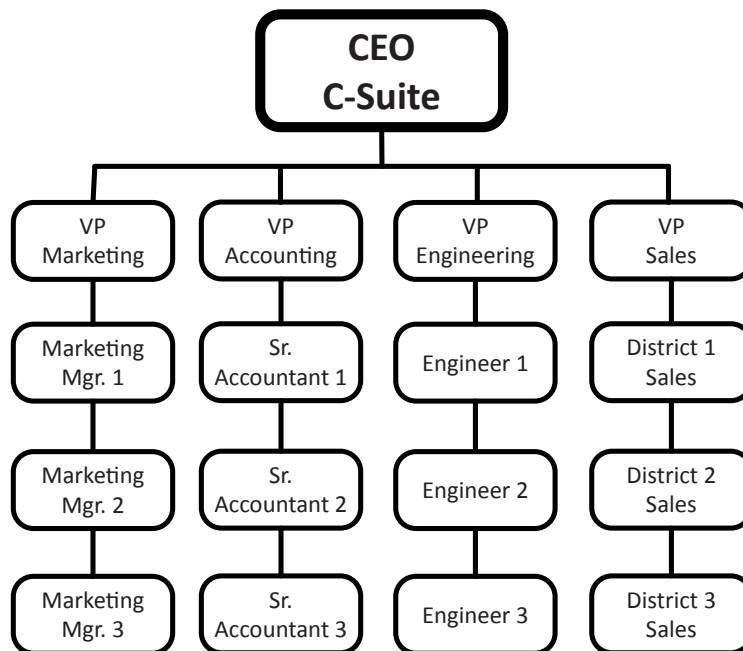 CEO
C-Suite
VP
Marketing
VP
Accounting
VP
Engineering
VP
Sales
Marketing
Mgr. 1
Sr.
Accountant 1
Engineer 1
District 1
Sales
Marketing
Mgr. 2
Sr.
Accountant 2
Engineer 2
District 2
Sales
Marketing
Mgr. 3
Sr.
Accountant 3
Engineer 3
District 3
Sales